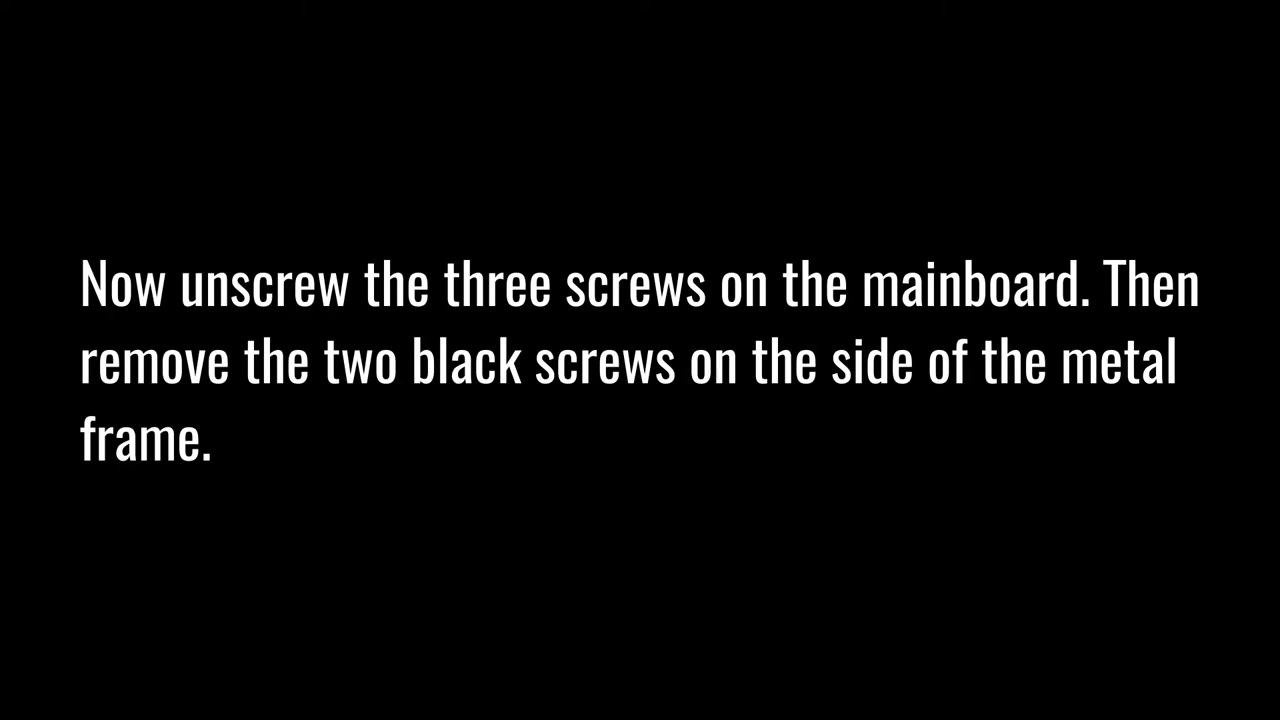 Now unscrew the three screws on the mainboard. Then
remove the two black screws on the side of the metal
frame.